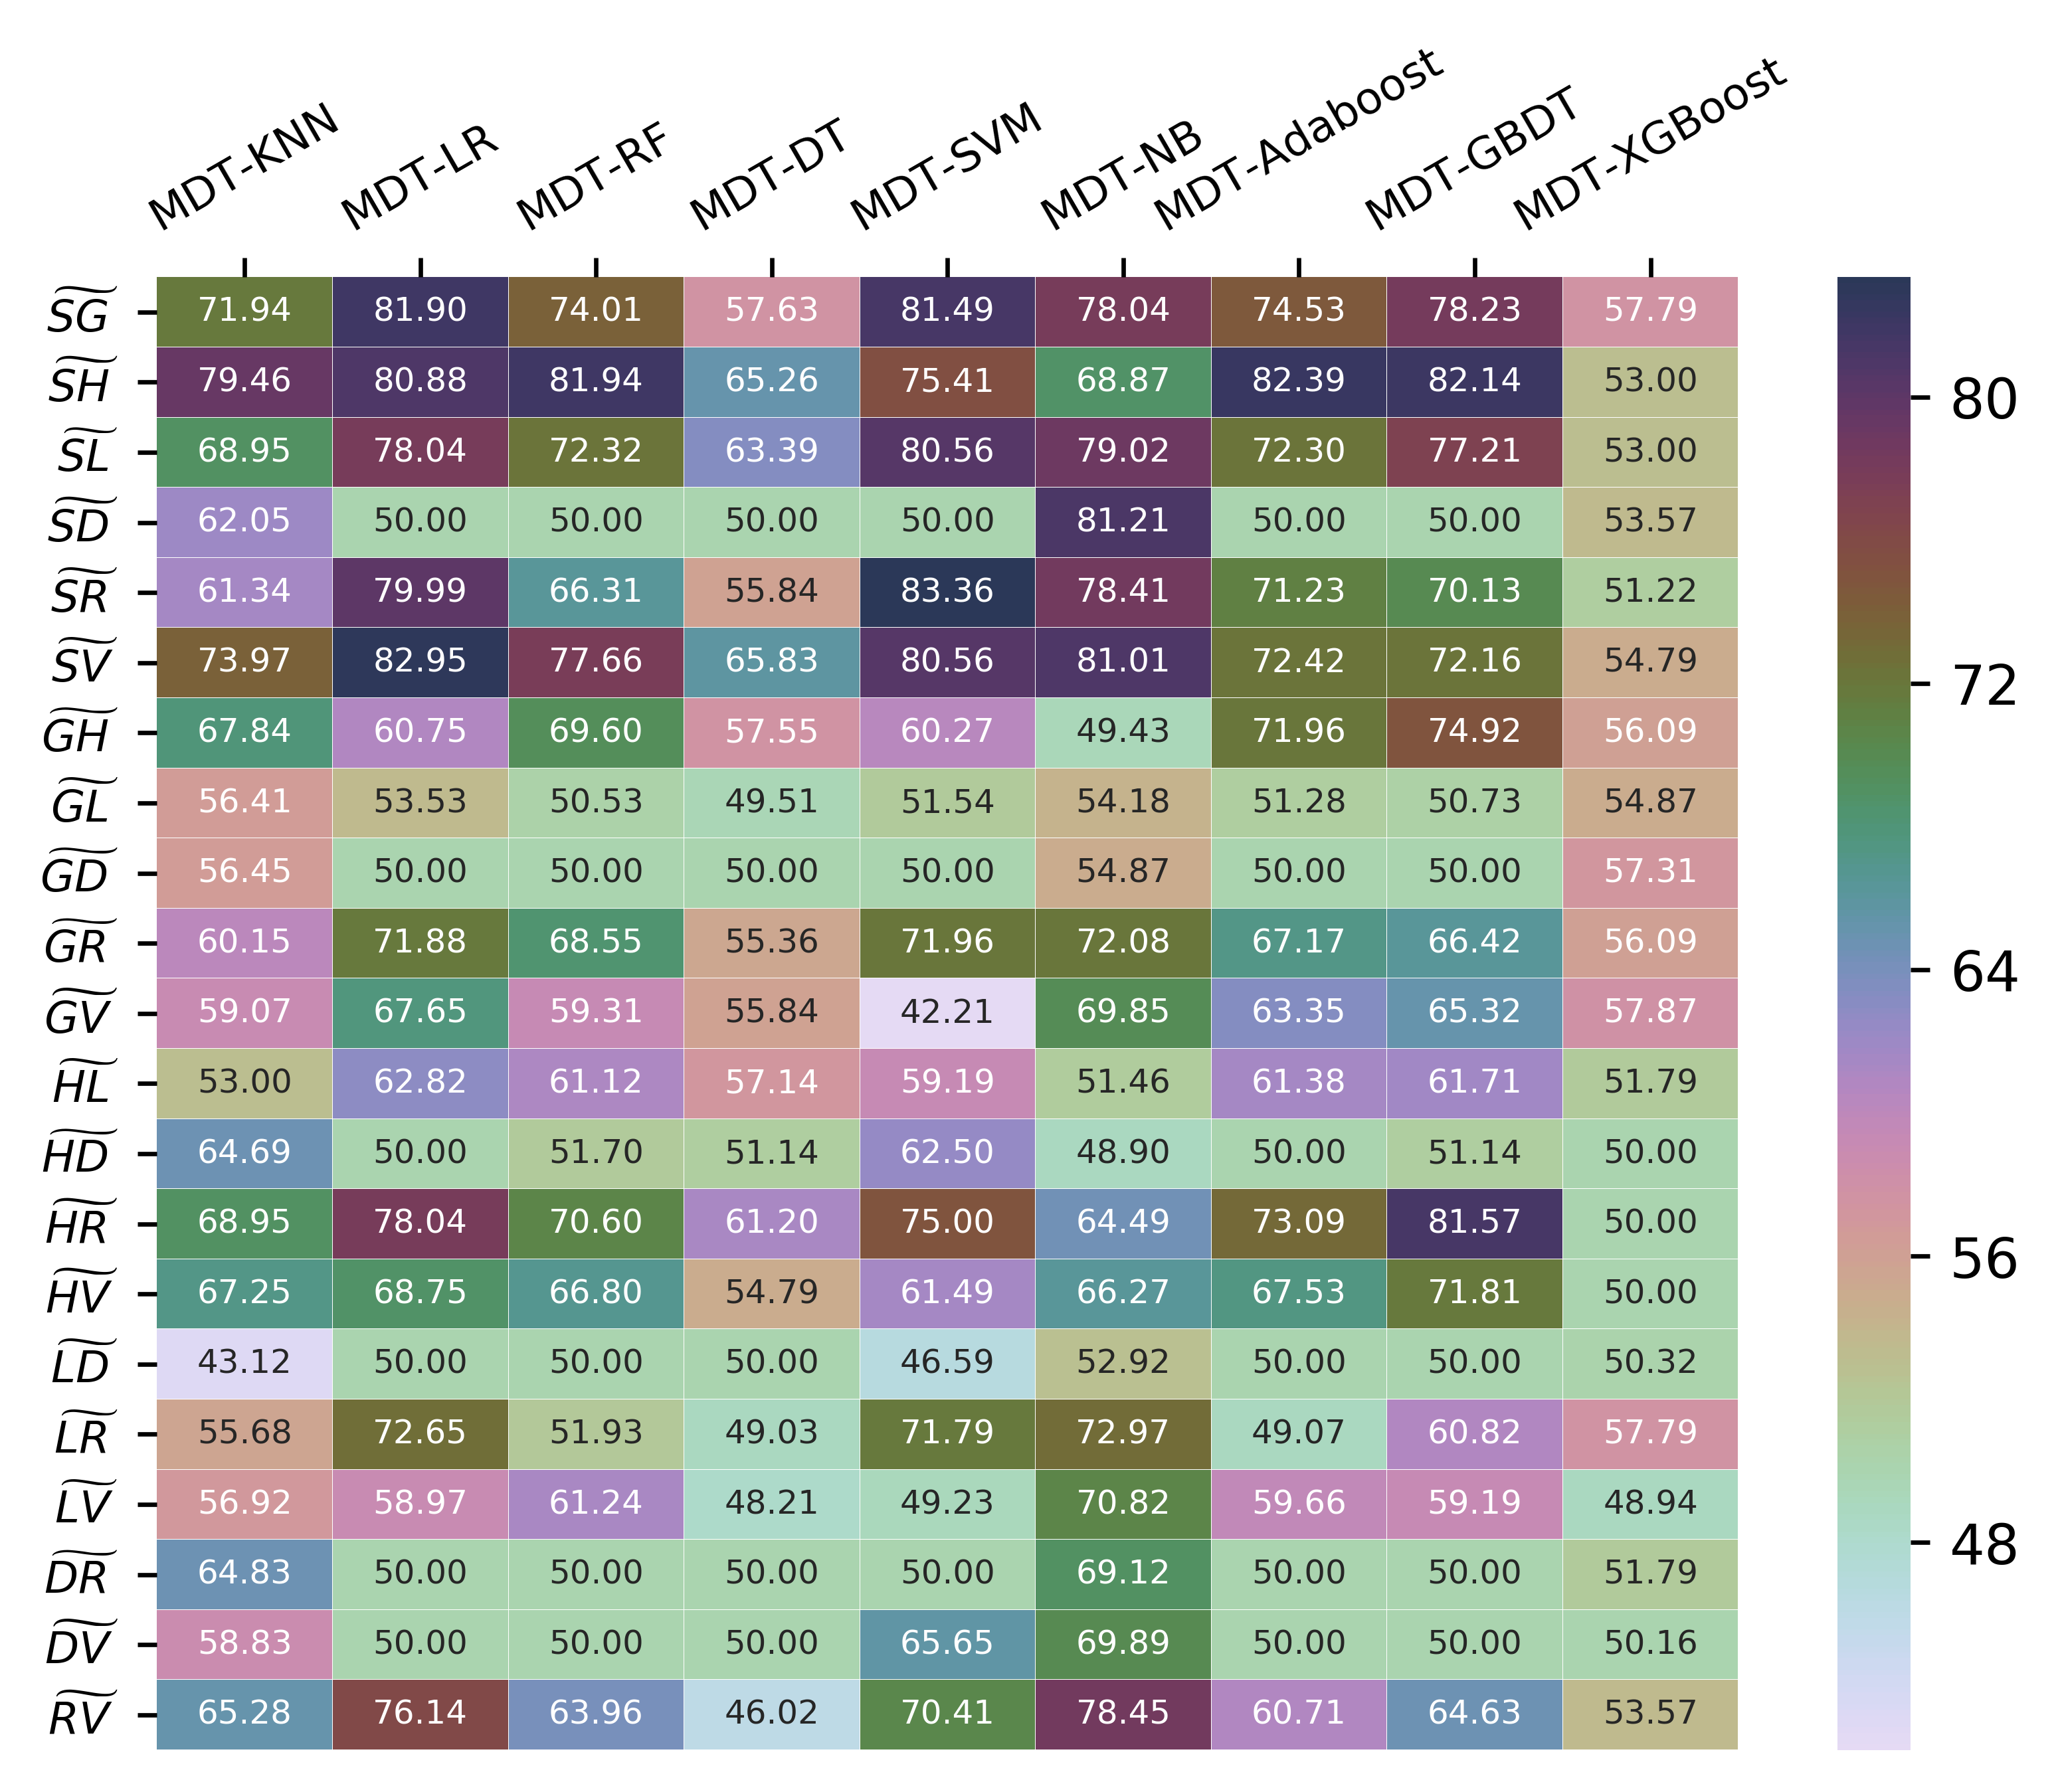 MDT-KNN MDT-LR MDT-RF MDT-DT MDT-SVM MDT-NB MDT-Adaboost MDT-GBDT MDT-XGBoost
S͠G 71.94 81.90 74.01 57.63 81.49 78.04 74.53 78.23 57.79
S͠H 79.46 80.88 81.94 65.26 75.41 68.87 82.39 82.14 53.00
S͠L 68.95 78.04 72.32 63.39 80.56 79.02 72.30 77.21 53.00
S͠D 62.05 50.00 50.00 50.00 50.00 81.21 50.00 50.00 53.57
S͠R 61.34 79.99 66.31 55.84 83.36 78.41 71.23 70.13 51.22
S͠V 73.97 82.95 77.66 65.83 80.56 81.01 72.42 72.16 54.79
G͠H 67.84 60.75 69.60 57.55 60.27 49.43 71.96 74.92 56.09
G͠L 56.41 53.53 50.53 49.51 51.54 54.18 51.28 50.73 54.87
G͠D 56.45 50.00 50.00 50.00 50.00 54.87 50.00 50.00 57.31
G͠R 60.15 71.88 68.55 55.36 71.96 72.08 67.17 66.42 56.09
G͠V 59.07 67.65 59.31 55.84 42.21 69.85 63.35 65.32 57.87
H͠L 53.00 62.82 61.12 57.14 59.19 51.46 61.38 61.71 51.79
H͠D 64.69 50.00 51.70 51.14 62.50 48.90 50.00 51.14 50.00
H͠R 68.95 78.04 70.60 61.20 75.00 64.49 73.09 81.57 50.00
H͠V 67.25 68.75 66.80 54.79 61.49 66.27 67.53 71.81 50.00
L͠D 43.12 50.00 50.00 50.00 46.59 52.92 50.00 50.00 50.32
L͠R 55.68 72.65 51.93 49.03 71.79 72.97 49.07 60.82 57.79
L͠V 56.92 58.97 61.24 48.21 49.23 70.82 59.66 59.19 48.94
D͠R 64.83 50.00 50.00 50.00 50.00 69.12 50.00 50.00 51.79
D͠V 58.83 50.00 50.00 50.00 65.65 69.89 50.00 50.00 50.16
R͠V 65.28 76.14 63.96 46.02 70.41 78.45 60.71 64.63 53.57
80
72
64
56
48